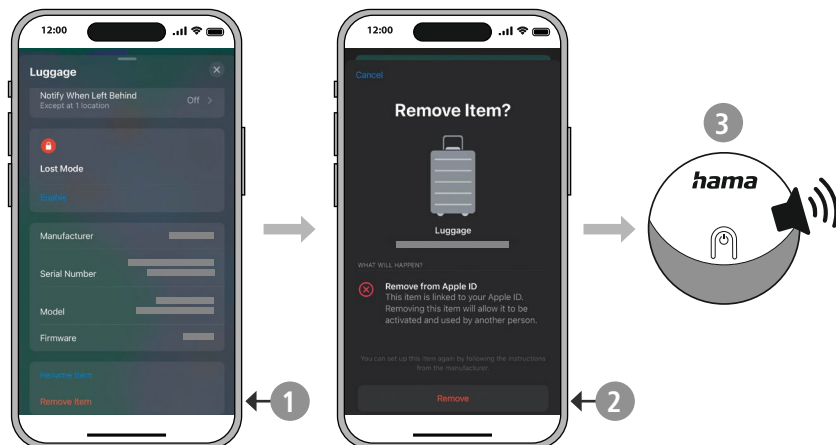 12:00
Luggage
Notify When Left Behind
Except at 1 location
Off
Lost Mode
Enable
Manufacturer
Serial Number
Model
Firmware
Rename Item
Remove Item
1
12:00
Cancel
Remove Item?
Luggage
WHAT WILL HAPPEN?
Remove from Apple ID
This item is linked to your Apple ID.
Removing this item will allow it to be
activated and used by another person.
You can set up this item again by following the instructions
from the manufacturer.
Remove
2
3
hama